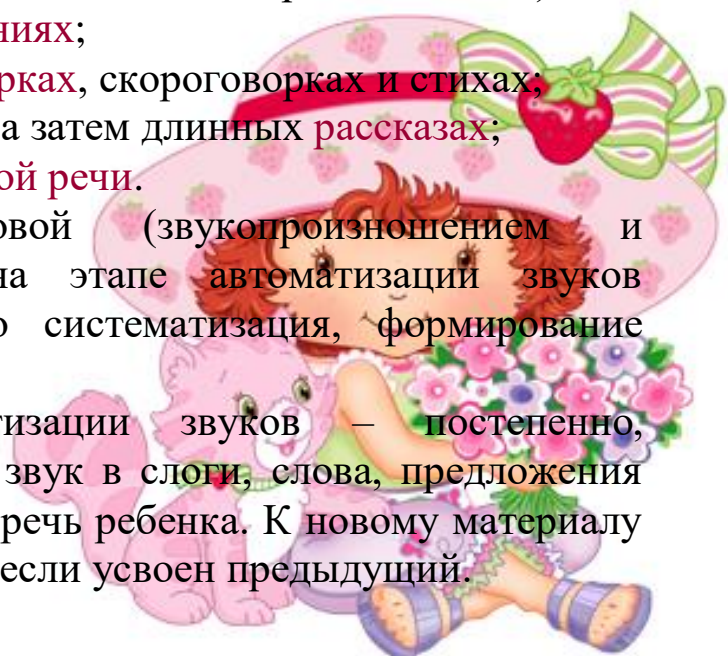 ниях;
рках, скороговорках и стихах;
а затем длинных рассказах;
ой речи.
овой (звукопроизношением и
на этапе автоматизации звуков
о систематизация, формирование
тизации звуков – постепенно,
звук в слоги, слова, предложения
речь ребенка. К новому материалу
если усвоен предыдущий.